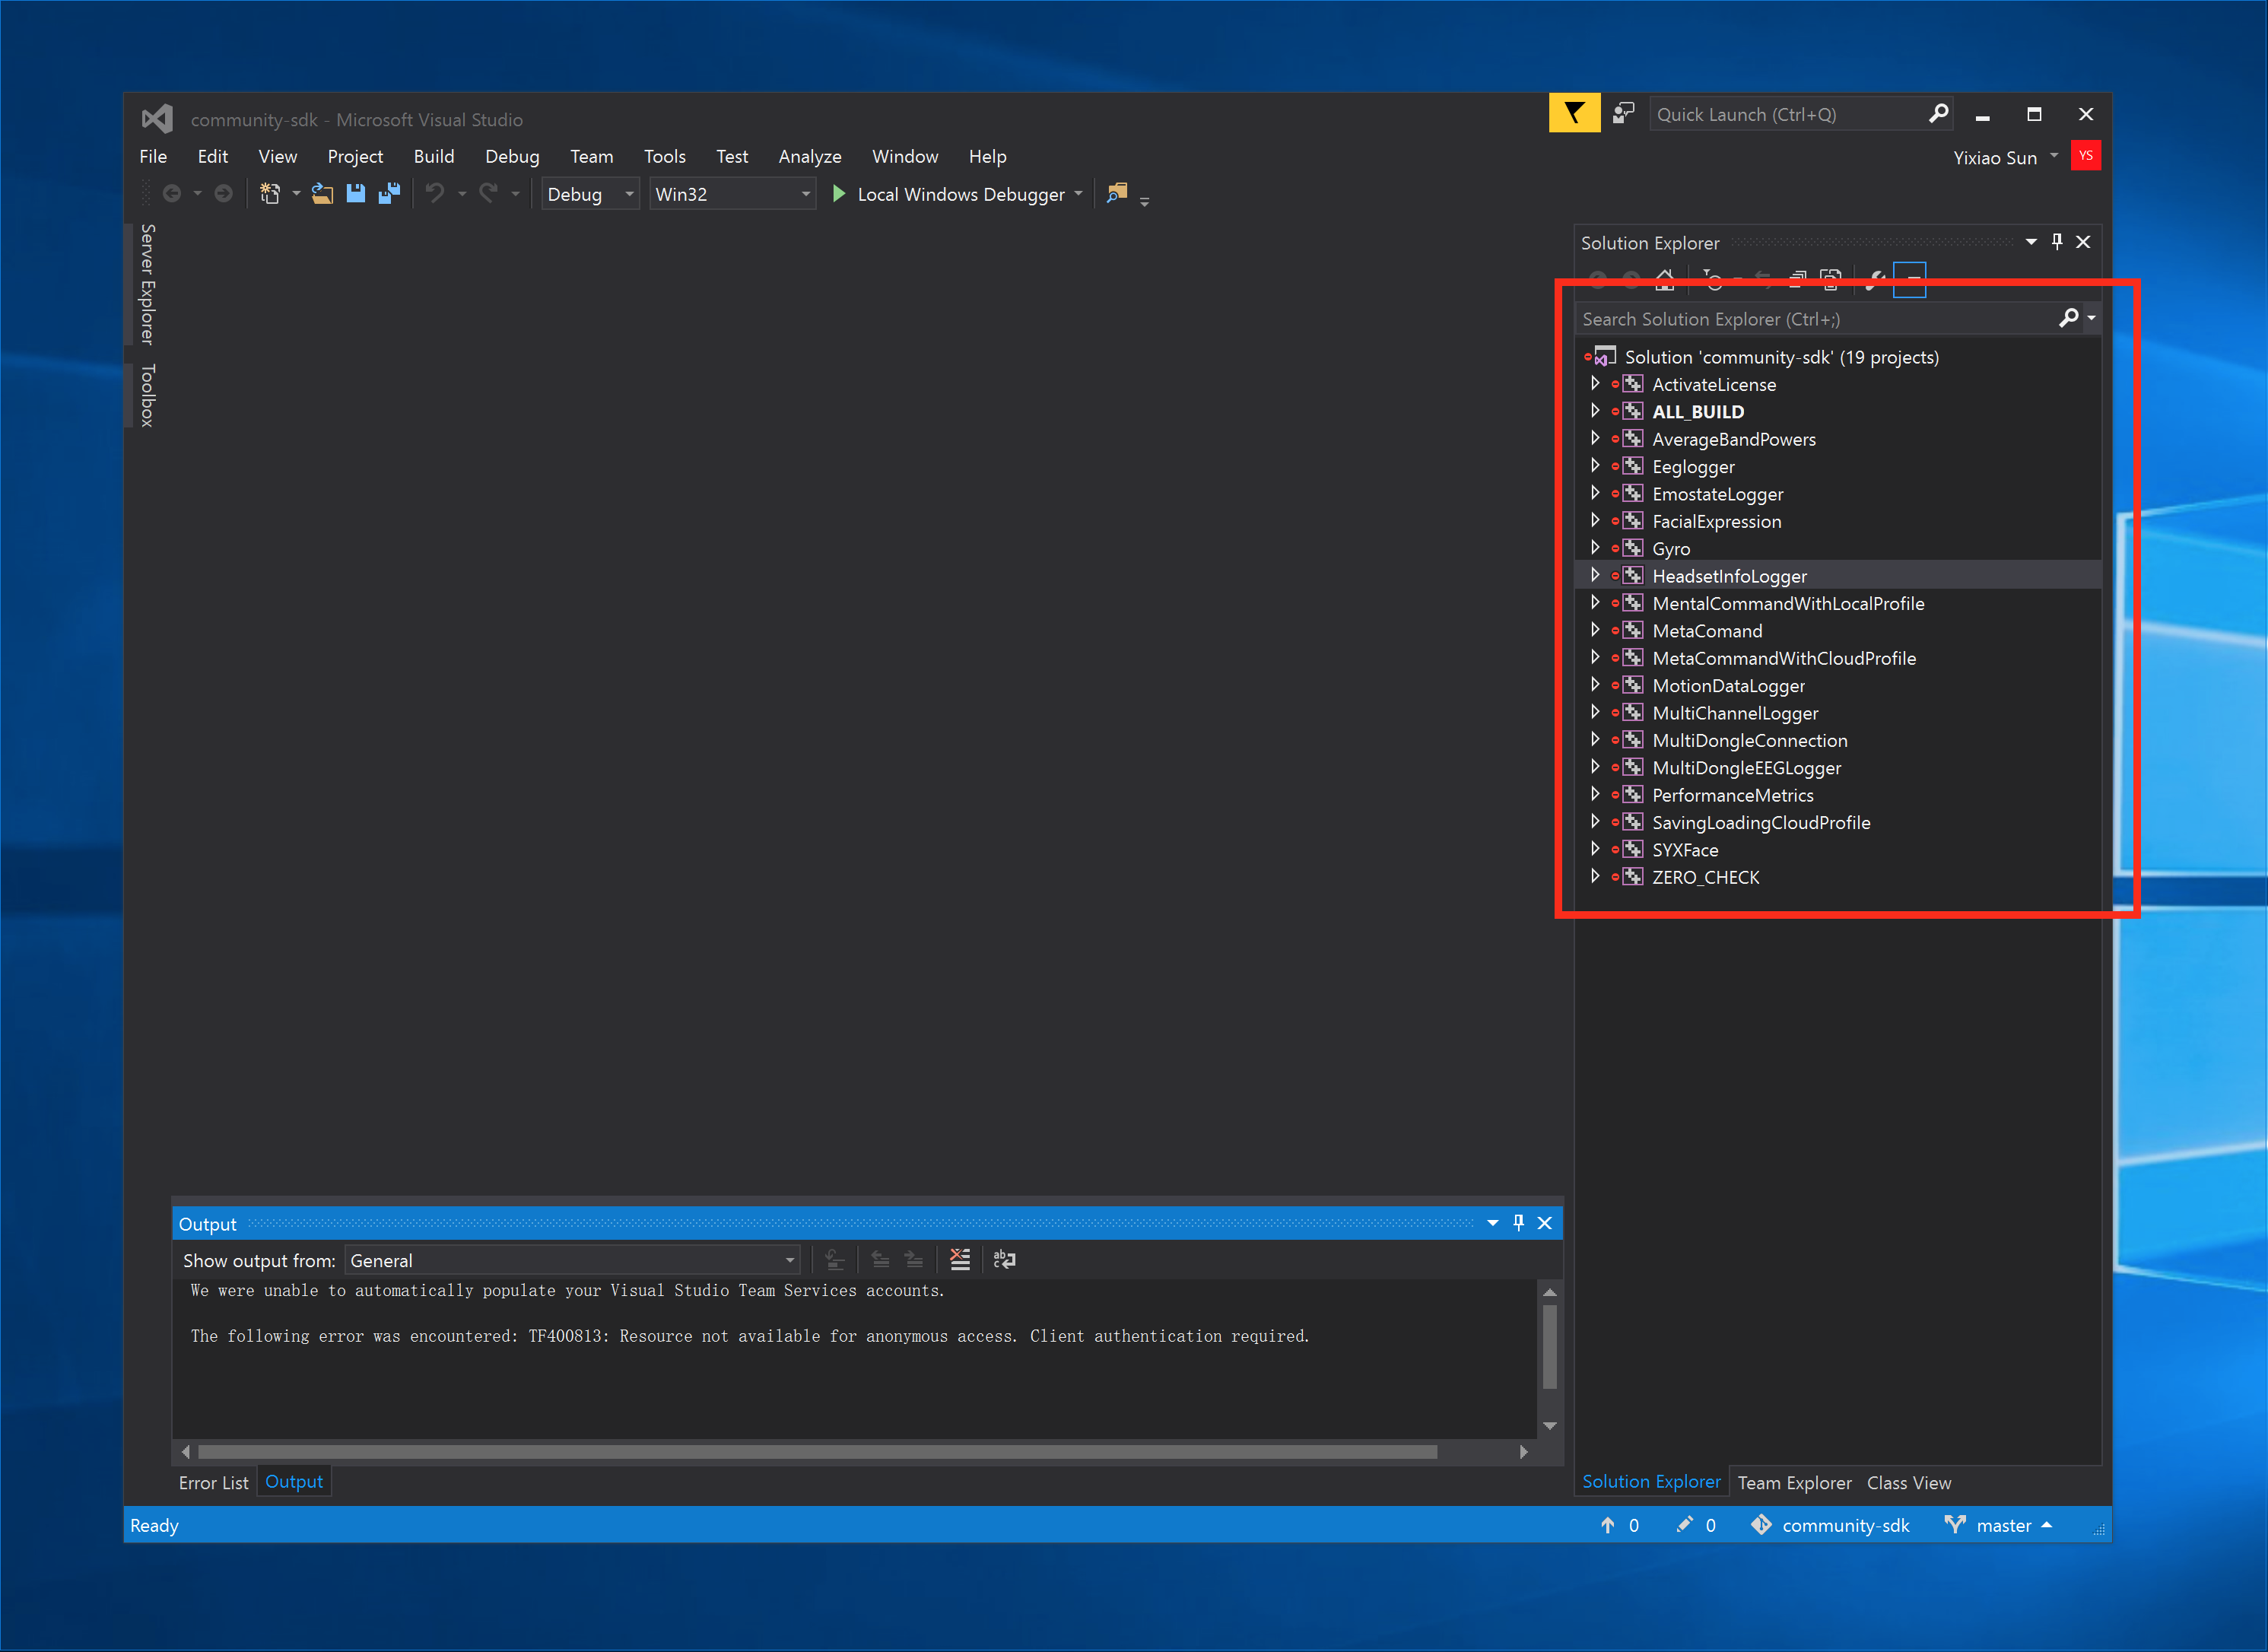 community-sdk - Microsoft Visual Studio
Quick Launch (Ctrl+Q)
File Edit View Project Build Debug Team Tools Test Analyze Window Help
Yixiao Sun YS
Debug Win32 Local Windows Debugger
Server Explorer
Toolbox
Solution Explorer
Search Solution Explorer (Ctrl+;)
Solution 'community-sdk' (19 projects)
ActivateLicense
ALL_BUILD
AverageBandPowers
Eeglogger
EmostateLogger
FacialExpression
Gyro
HeadsetInfoLogger
MentalCommandWithLocalProfile
MetaComand
MetaCommandWithCloudProfile
MotionDataLogger
MultiChannelLogger
MultiDongleConnection
MultiDongleEEGLogger
PerformanceMetrics
SavingLoadingCloudProfile
SYXFace
ZERO_CHECK
Output
Show output from: General
We were unable to automatically populate your Visual Studio Team Services accounts.
The following error was encountered: TF400813: Resource not available for anonymous access. Client authentication required.
Error List Output
Solution Explorer Team Explorer Class View
Ready
0 0 community-sdk master